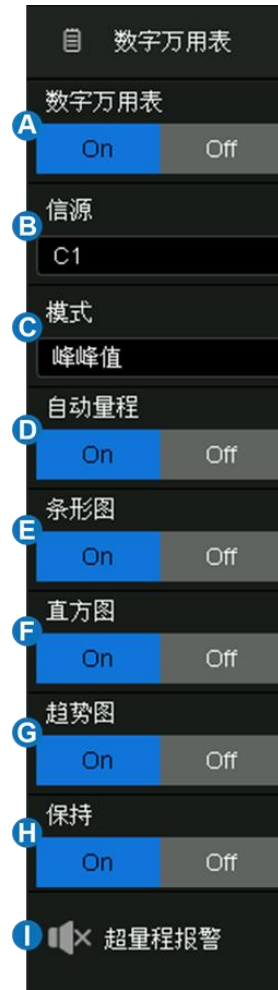 数字万用表
数字万用表
A
On Off
信源
B
C1
模式
C
峰峰值
自动量程
D
On Off
条形图
E
On Off
直方图
F
On Off
趋势图
G
On Off
保持
H
On Off
I 超量程报警